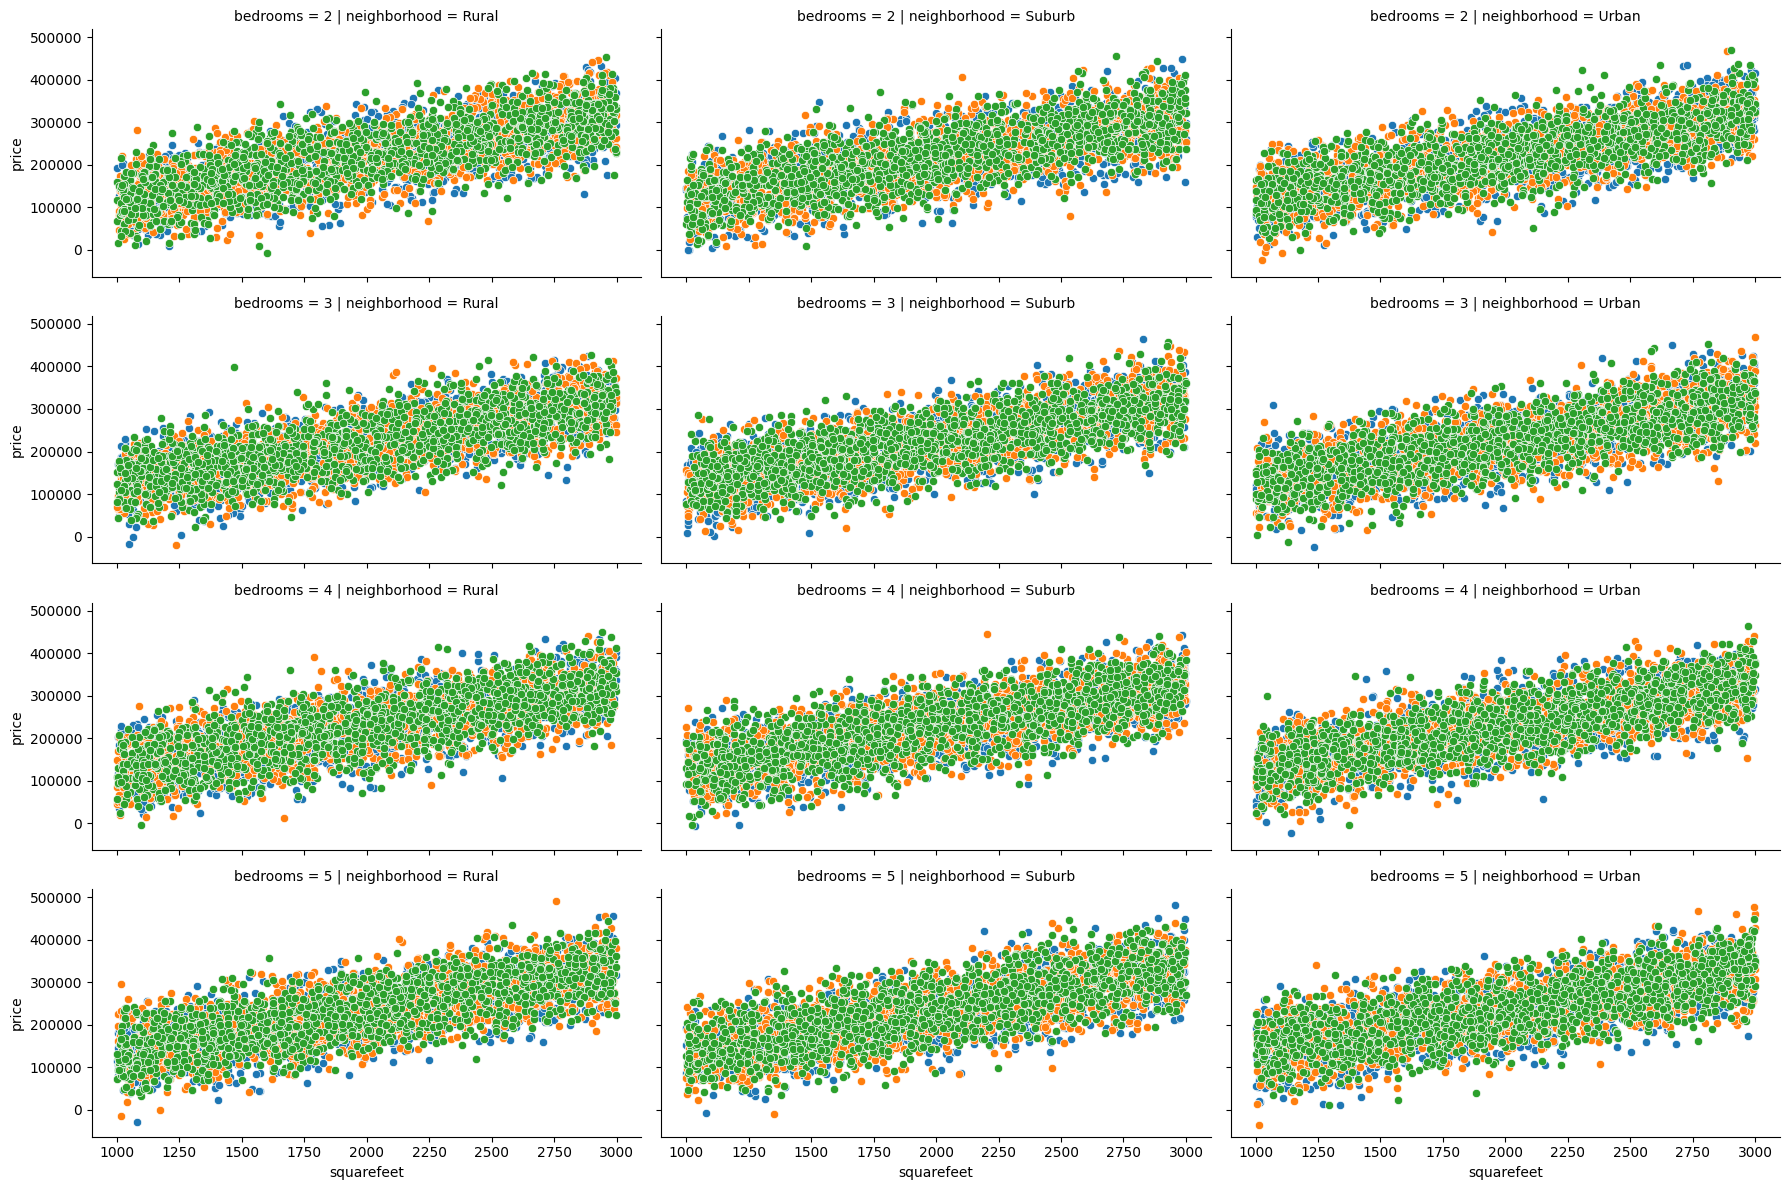 bedrooms = 2 | neighborhood = Rural
bedrooms = 2 | neighborhood = Suburb
bedrooms = 2 | neighborhood = Urban
500000
400000
300000
200000
100000
0
price
bedrooms = 3 | neighborhood = Rural
bedrooms = 3 | neighborhood = Suburb
bedrooms = 3 | neighborhood = Urban
500000
400000
300000
200000
100000
0
price
bedrooms = 4 | neighborhood = Rural
bedrooms = 4 | neighborhood = Suburb
bedrooms = 4 | neighborhood = Urban
500000
400000
300000
200000
100000
0
price
bedrooms = 5 | neighborhood = Rural
bedrooms = 5 | neighborhood = Suburb
bedrooms = 5 | neighborhood = Urban
500000
400000
300000
200000
100000
0
price
1000 1250 1500 1750 2000 2250 2500 2750 3000
squarefeet
1000 1250 1500 1750 2000 2250 2500 2750 3000
squarefeet
1000 1250 1500 1750 2000 2250 2500 2750 3000
squarefeet